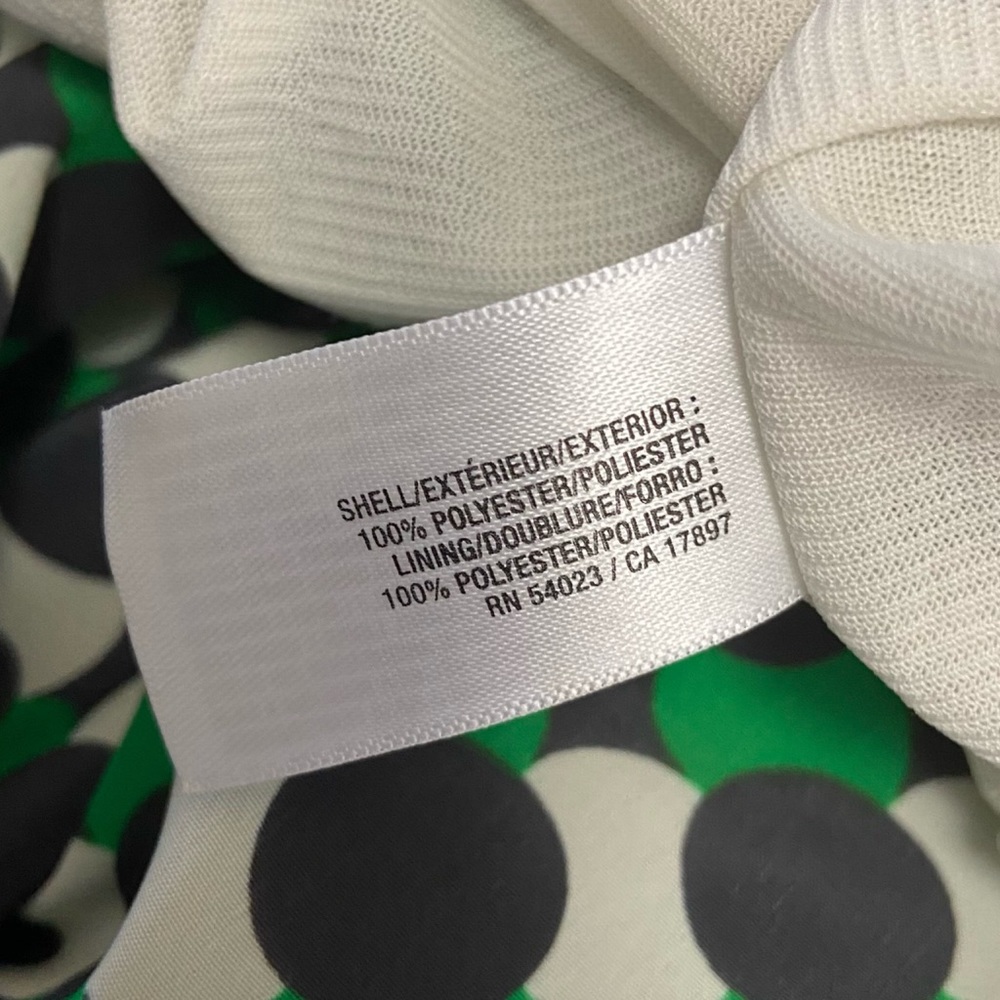 SHELL/EXTÉRIEUR/EXTERIOR :
100% POLYESTER/POLIESTER
LINING/DOUBLURE/FORRO :
100% POLYESTER/POLIESTER
RN 54023 / CA 17897